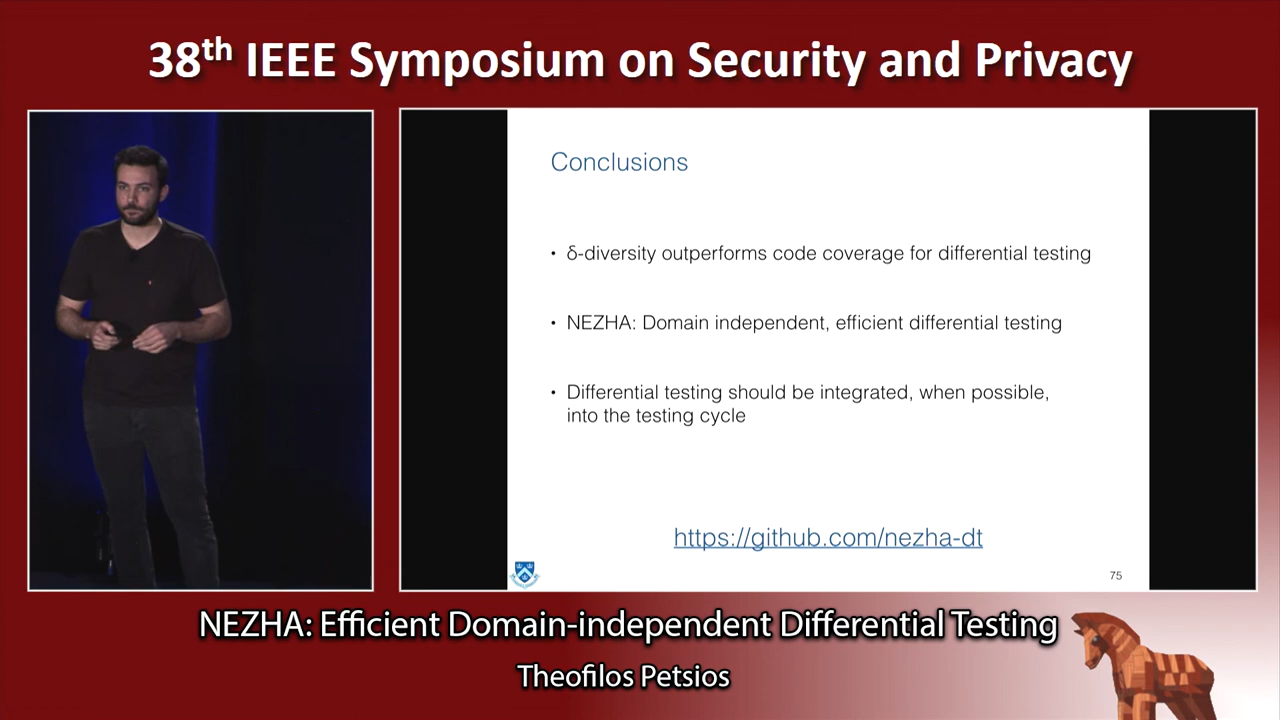 38th IEEE Symposium on Security and Privacy
Conclusions
• δ-diversity outperforms code coverage for differential testing
• NEZHA: Domain independent, efficient differential testing
• Differential testing should be integrated, when possible,
into the testing cycle
https://github.com/nezha-dt
75
NEZHA: Efficient Domain-independent Differential Testing
Theofilos Petsios